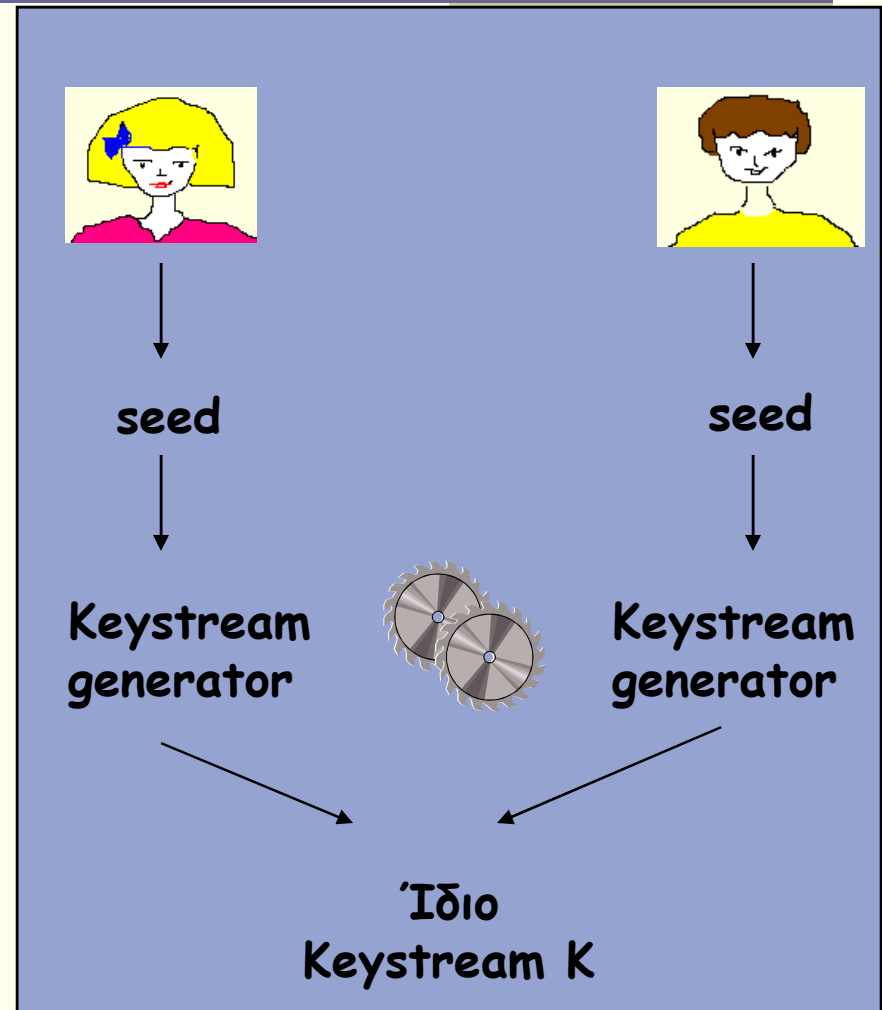 seed
seed
Keystream
generator
Keystream
generator
Ίδιο
Keystream K